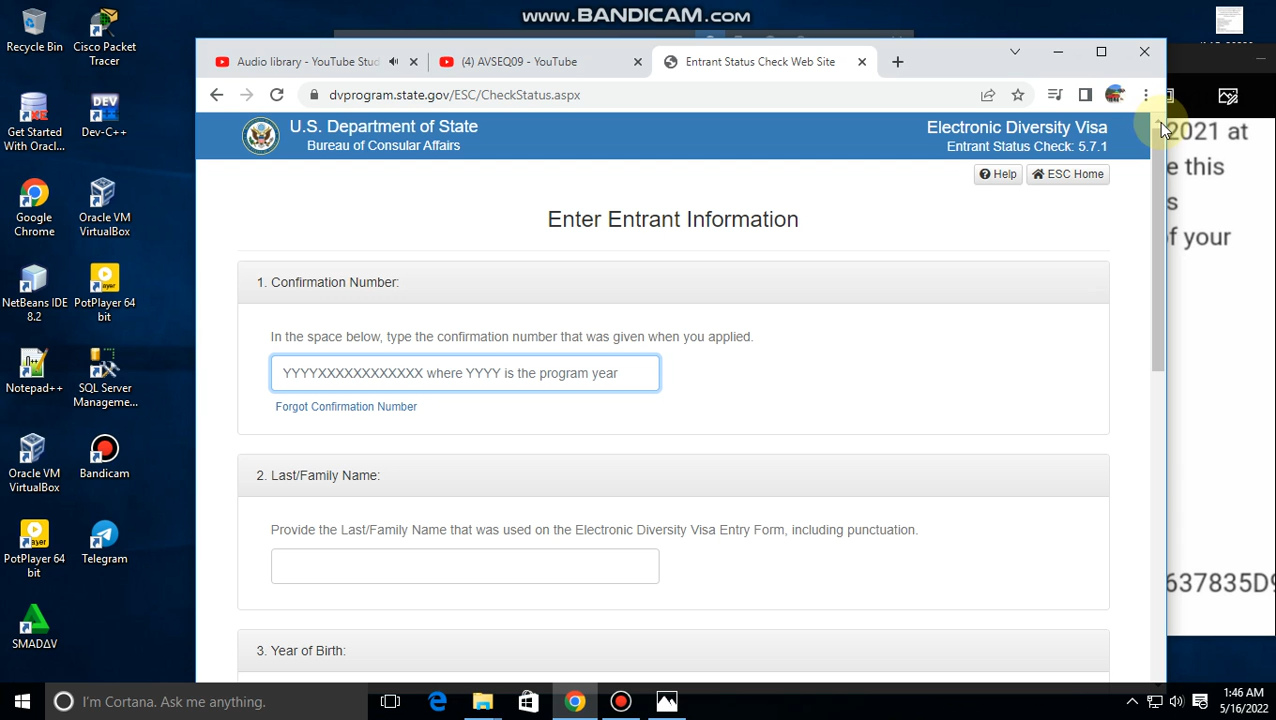 WWW.BANDICAM.COM
Recycle Bin
Cisco Packet
Tracer
Get Started
With Oracl...
Dev-C++
Google
Chrome
Oracle VM
VirtualBox
NetBeans IDE
8.2
PotPlayer 64
bit
Notepad++
SQL Server
Manageme...
Oracle VM
VirtualBox
Bandicam
PotPlayer 64
bit
Telegram
SMADΔV
Audio library - YouTube Stud
(4) AVSEQ09 - YouTube
Entrant Status Check Web Site
dvprogram.state.gov/ESC/CheckStatus.aspx
U.S. Department of State
Bureau of Consular Affairs
Electronic Diversity Visa
Entrant Status Check: 5.7.1
Help
ESC Home
Enter Entrant Information
1. Confirmation Number:
In the space below, type the confirmation number that was given when you applied.
YYYYXXXXXXXXXXXX where YYYY is the program year
Forgot Confirmation Number
2. Last/Family Name:
Provide the Last/Family Name that was used on the Electronic Diversity Visa Entry Form, including punctuation.
3. Year of Birth:
2021 at
e this
s
of your
637835D9
I'm Cortana. Ask me anything.
1:46 AM
5/16/2022